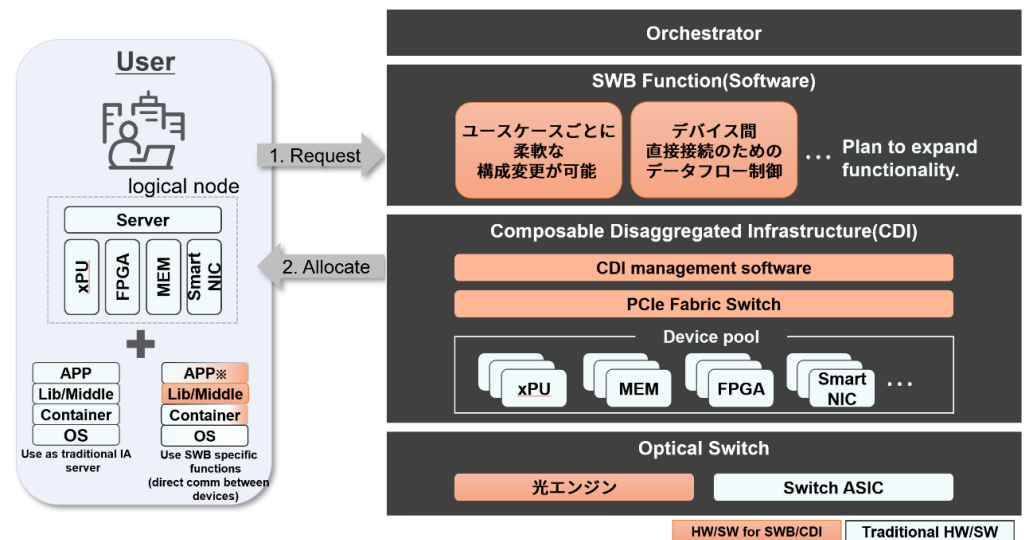 User
logical node
Server
xPU
FPGA
MEM
Smart
NIC
APP
Lib/Middle
Container
OS
Use as traditional IA
server
APP※
Lib/Middle
Container
OS
Use SWB specific
functions
(direct comm between
devices)
1. Request
2. Allocate
Orchestrator
SWB Function(Software)
ユースケースごとに
柔軟な
構成変更が可能
デバイス間
直接接続のための
データフロー制御
… Plan to expand
functionality.
Composable Disaggregated Infrastructure(CDI)
CDI management software
PCIe Fabric Switch
Device pool
xPU
MEM
FPGA
Smart
NIC
…
Optical Switch
光エンジン
Switch ASIC
HW/SW for SWB/CDI
Traditional HW/SW